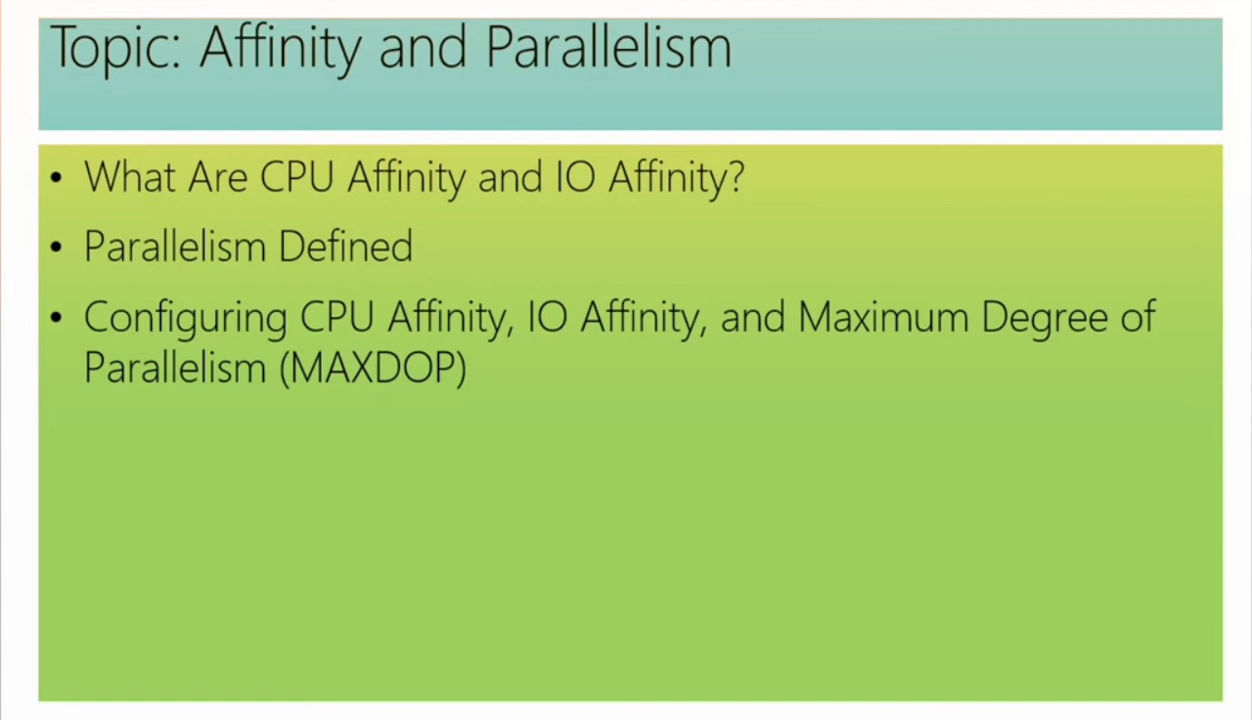 Topic: Affinity and Parallelism
• What Are CPU Affinity and IO Affinity?
• Parallelism Defined
• Configuring CPU Affinity, IO Affinity, and Maximum Degree of
Parallelism (MAXDOP)